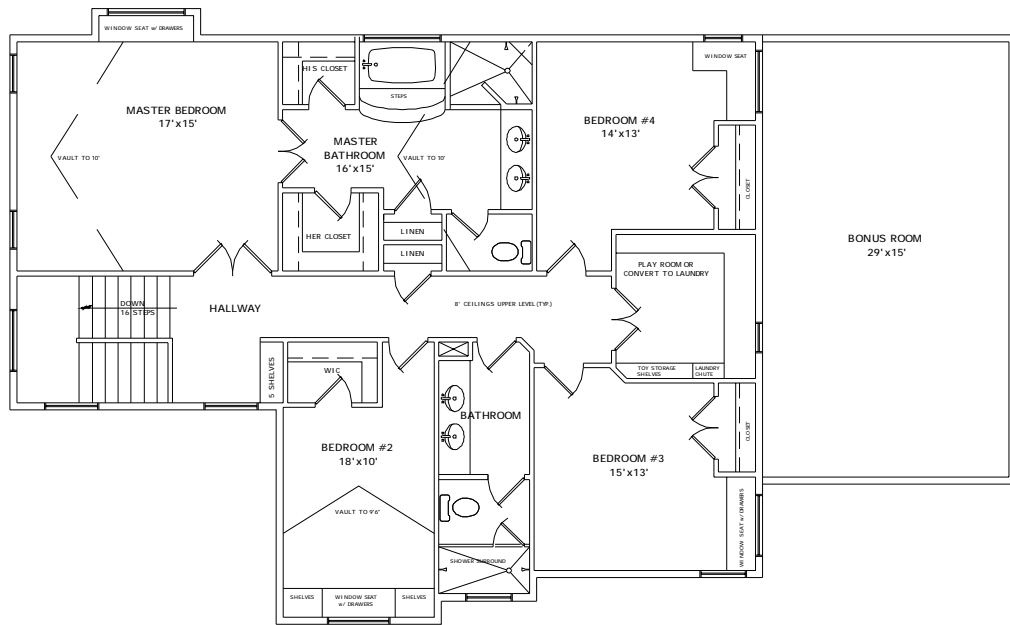 WINDOW SEAT w/ DRAWERS
MASTER BEDROOM
17'x15'
VAULT TO 10'
HIS CLOSET
STEPS
MASTER
BATHROOM
16'x15'
VAULT TO 10'
HER CLOSET
LINEN
LINEN
WINDOW SEAT
BEDROOM #4
14'x13'
CLOSET
BONUS ROOM
29'x15'
PLAY ROOM OR
CONVERT TO LAUNDRY
DOWN
16 STEPS
HALLWAY
8' CEILINGS UPPER LEVEL (TYP.)
TOY STORAGE
SHELVES
LAUNDRY
CHUTE
5 SHELVES
WIC
BATHROOM
BEDROOM #2
18'x10'
VAULT TO 9'6"
BEDROOM #3
15'x13'
CLOSET
WINDOW SEAT w/ DRAWERS
SHOWER SURROUND
SHELVES
WINDOW SEAT
w/ DRAWERS
SHELVES